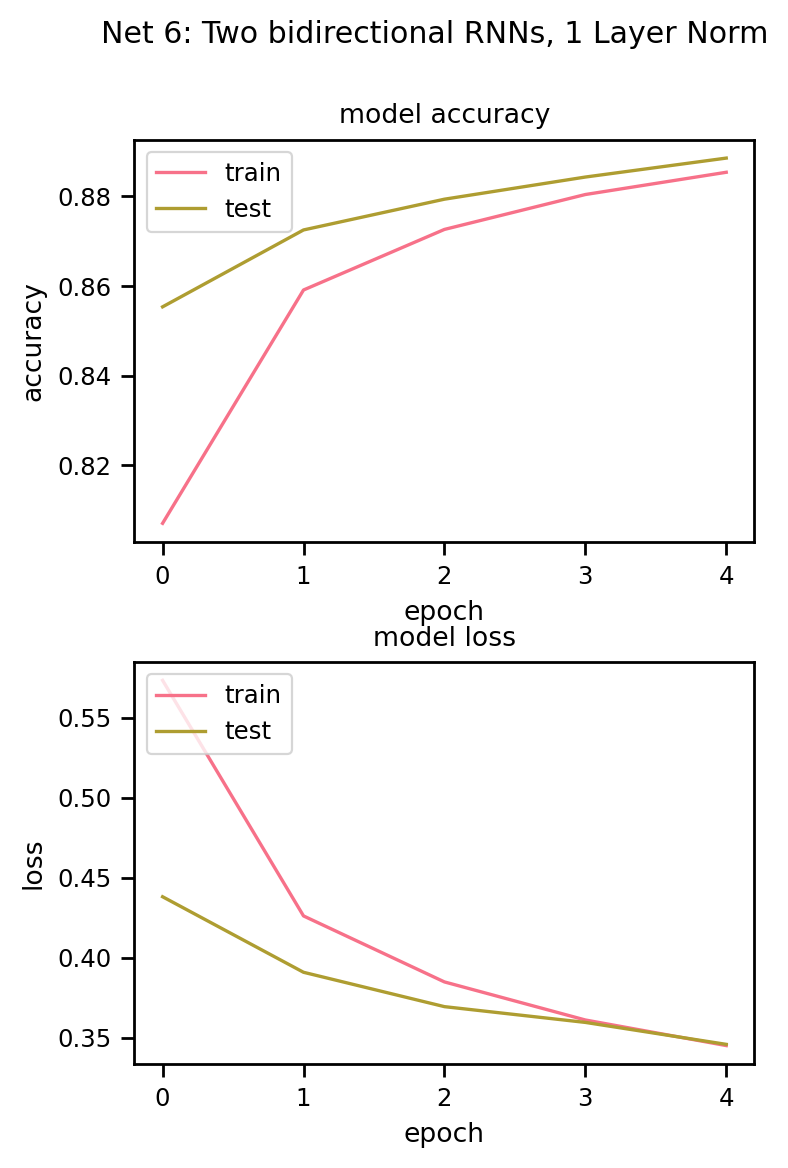 Net 6: Two bidirectional RNNs, 1 Layer Norm
model accuracy
train
test
0.88
0.86
0.84
0.82
accuracy
0 1 2 3 4
epoch
model loss
train
test
0.55
0.50
0.45
0.40
0.35
loss
0 1 2 3 4
epoch